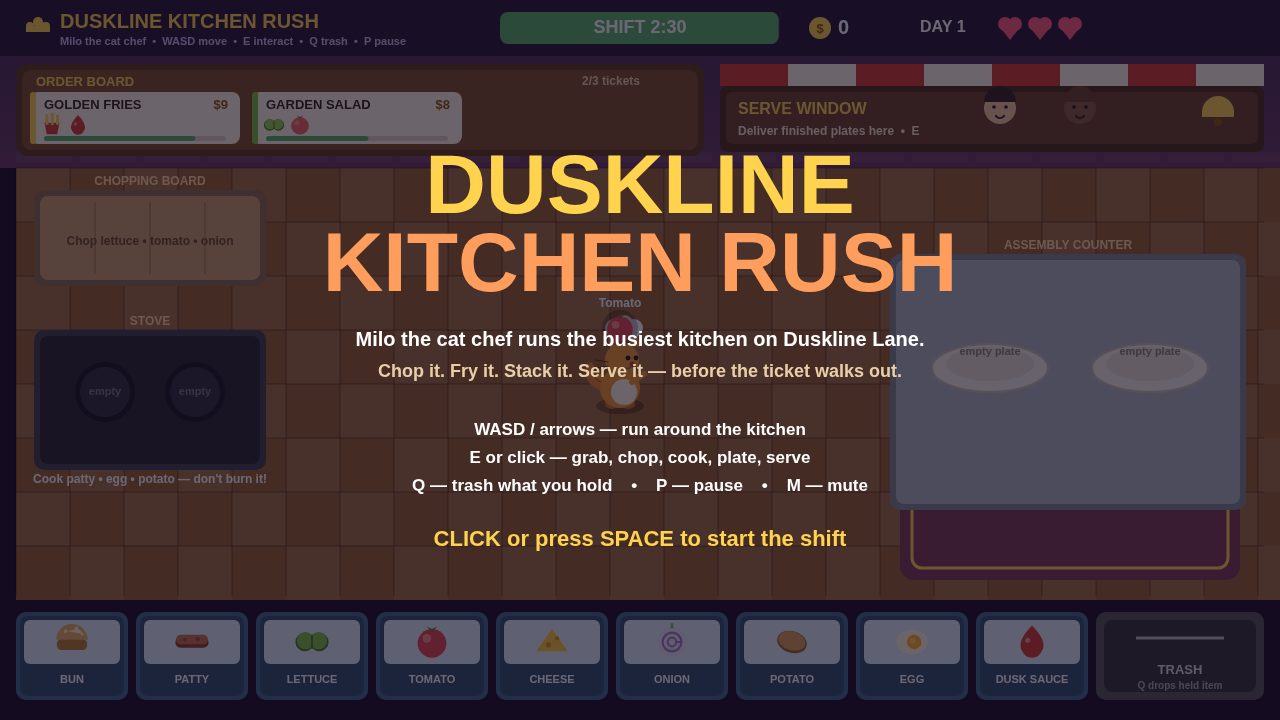 DUSKLINE KITCHEN RUSH
Milo the cat chef • WASD move • E interact • Q trash • P pause
SHIFT 2:30
$ 0
DAY 1
ORDER BOARD
2/3 tickets
GOLDEN FRIES $9
GARDEN SALAD $8
SERVE WINDOW
Deliver finished plates here • E
DUSKLINE
KITCHEN RUSH
CHOPPING BOARD
Chop lettuce • tomato • onion
ASSEMBLY COUNTER
Tomato
STOVE
empty
empty
Cook patty • egg • potato — don't burn it!
empty plate
empty plate
Milo the cat chef runs the busiest kitchen on Duskline Lane.
Chop it. Fry it. Stack it. Serve it — before the ticket walks out.
WASD / arrows — run around the kitchen
E or click — grab, chop, cook, plate, serve
Q — trash what you hold • P — pause • M — mute
CLICK or press SPACE to start the shift
BUN
PATTY
LETTUCE
TOMATO
CHEESE
ONION
POTATO
EGG
DUSK SAUCE
TRASH
Q drops held item